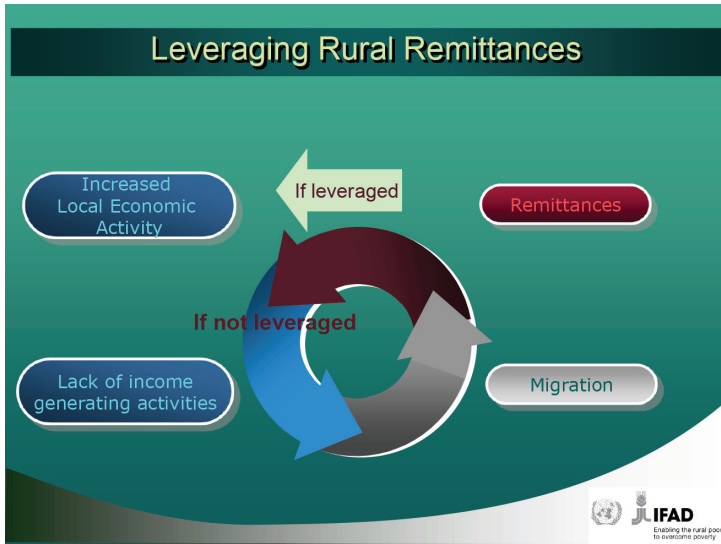 Leveraging Rural Remittances
Increased
Local Economic
Activity
If leveraged
Remittances
If not leveraged
Lack of income
generating activities
Migration
IFAD
Enabling the rural poor
to overcome poverty